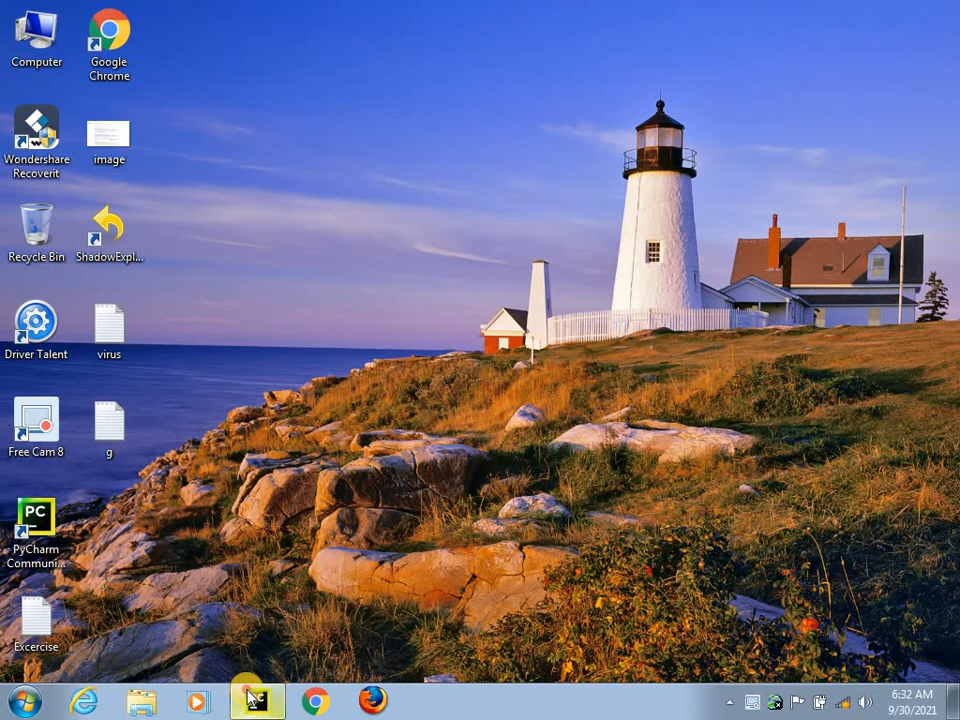 Computer
Google
Chrome
Wondershare
Recoverit
image
Recycle Bin
ShadowExpl...
Driver Talent
virus
Free Cam 8
g
PC
PyCharm
Communi...
Excercise
6:32 AM
9/30/2021